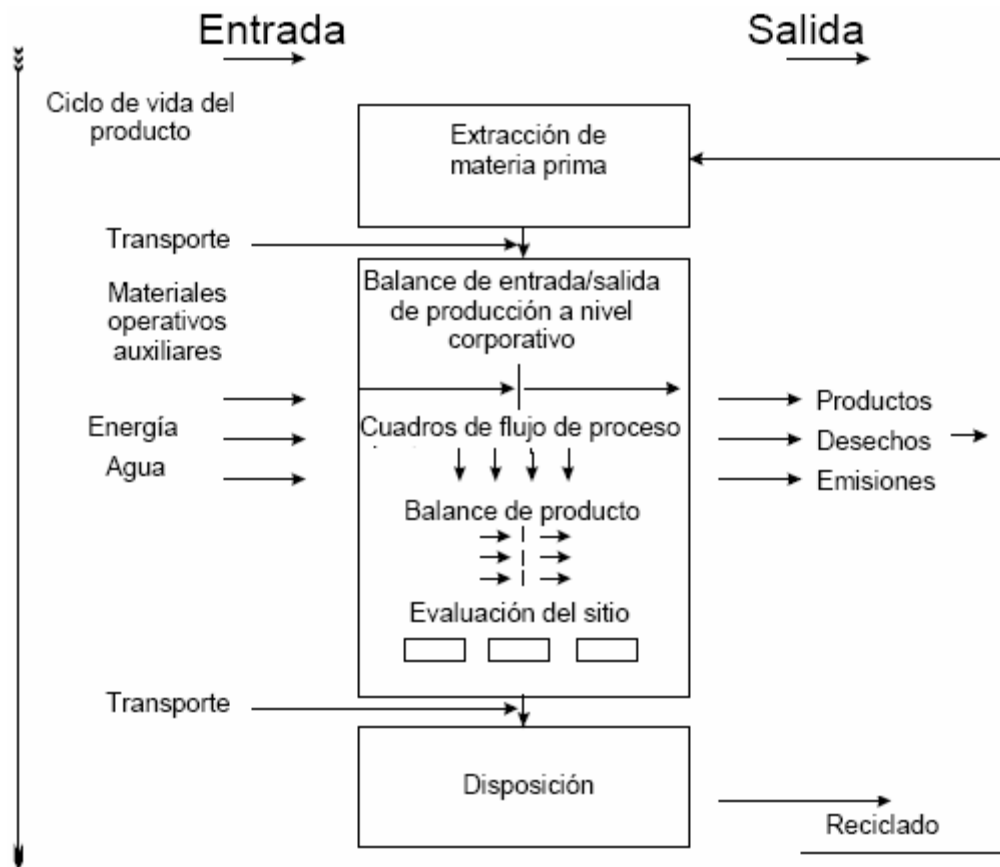 Entrada
Salida
Ciclo de vida del
producto
Extracción de
materia prima
Transporte
Materiales
operativos
auxiliares
Balance de entrada/salida
de producción a nivel
corporativo
Energía
Agua
Cuadros de flujo de proceso
Productos
Desechos
Emisiones
Balance de producto
Evaluación del sitio
Transporte
Disposición
Reciclado